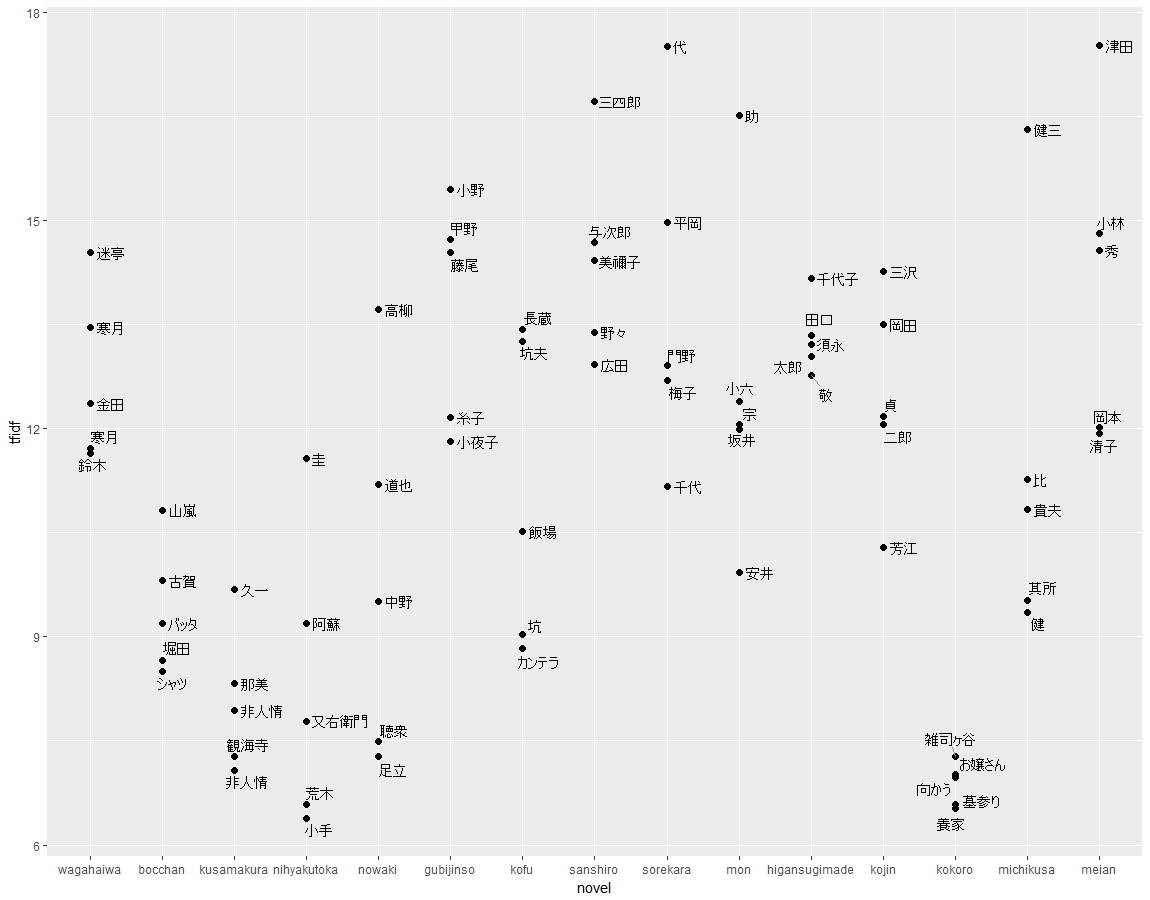 18
15
12
9
6
tfidf
迷亭
寒月
金田
寒月
鈴木
山嵐
古賀
バッタ
堀田
シャツ
久一
那美
非人情
観海寺
非人情
圭
阿蘇
又右衛門
荒木
小手
高柳
道也
中野
聴衆
足立
小野
甲野
藤尾
糸子
小夜子
長蔵
坑夫
飯場
坑
カンテラ
三四郎
与次郎
美禰子
野々
広田
代
平岡
門野
梅子
千代
助
小六
宗
坂井
安井
千代子
田口
須永
太郎
敬
三沢
岡田
貞
二郎
芳江
雑司ヶ谷
お嬢さん
向かう
墓参り
養家
健三
比
貴夫
其所
健
津田
小林
秀
岡本
清子
wagahaiwa bocchan kusamakura nihyakutoka nowaki gubijinso kofu sanshiro sorekara mon higansugimade kojin kokoro michikusa meian
novel